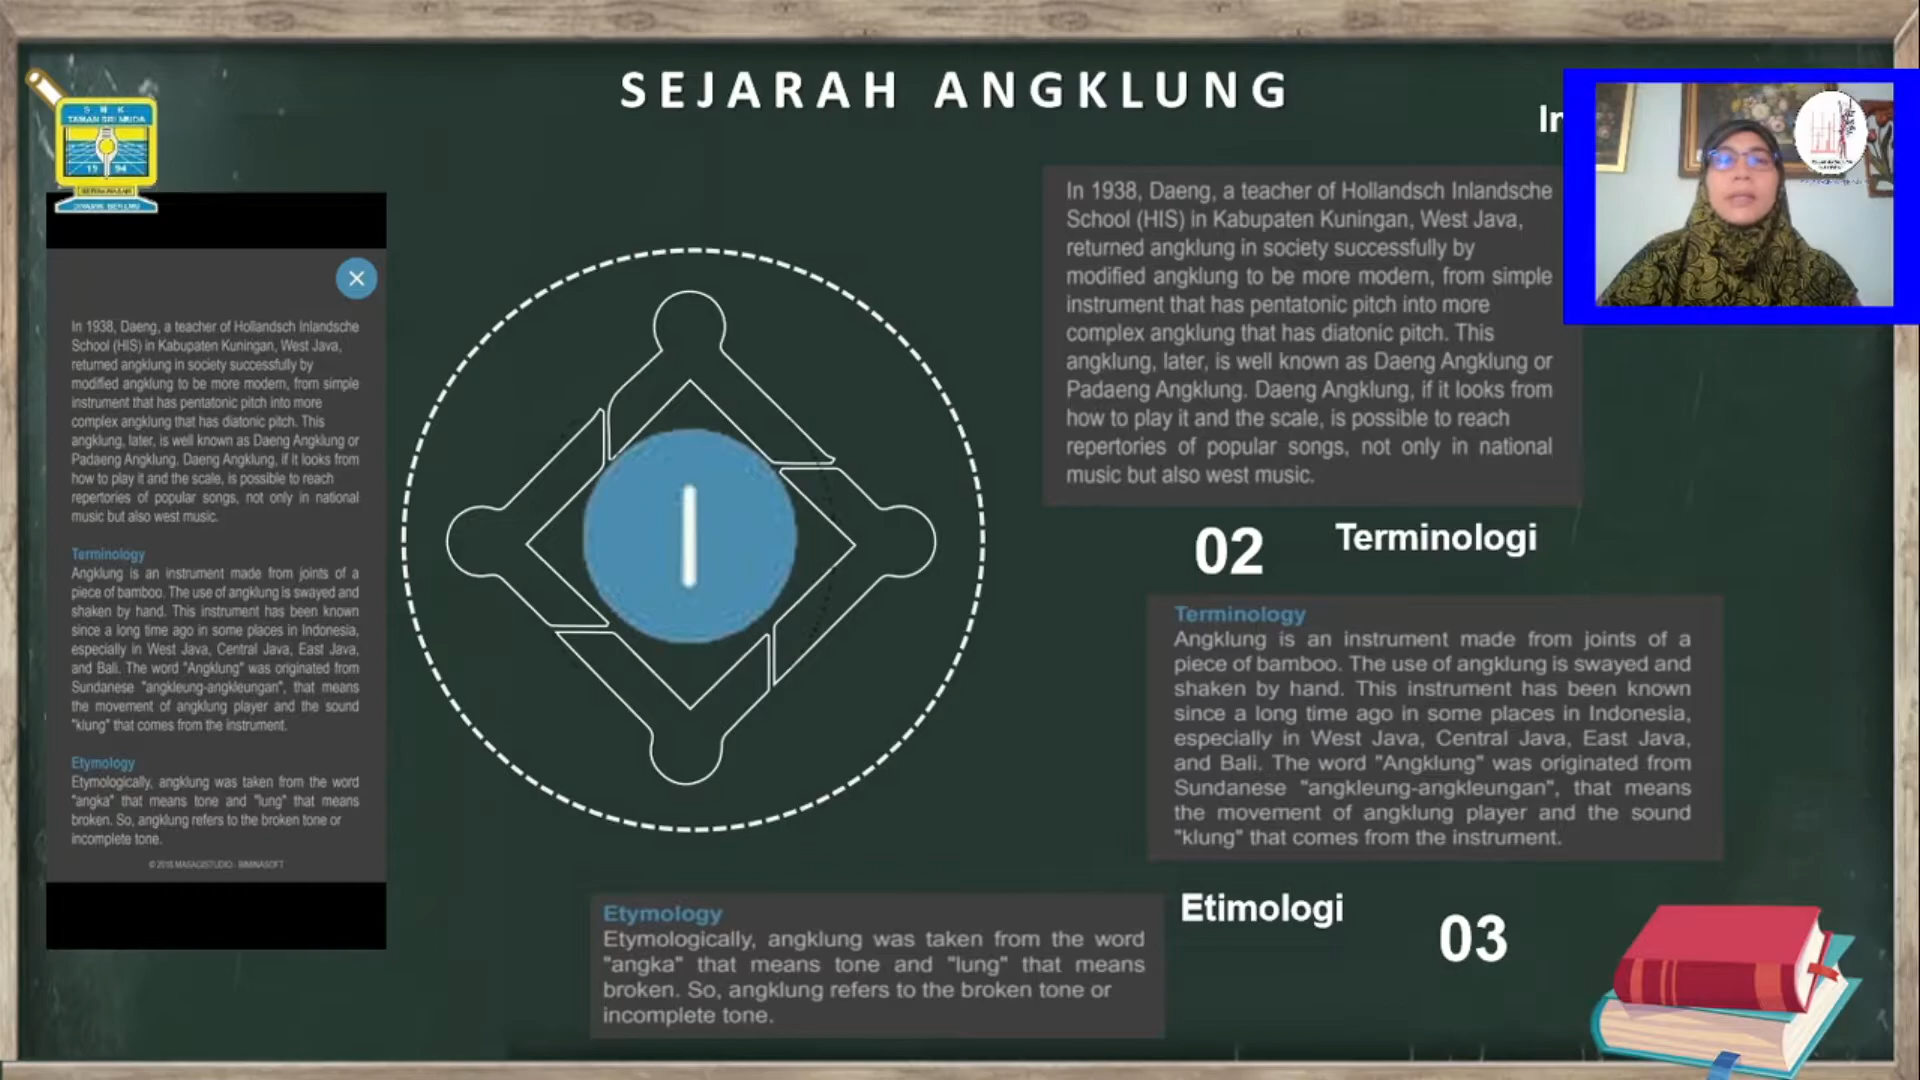 SEJARAH ANGKLUNG
S M K
TAMAN SRI MUDA
19 94
In 1938, Daeng, a teacher of Hollandsch Inlandsche
School (HIS) in Kabupaten Kuningan, West Java,
returned angklung in society successfully by
modified angklung to be more modern, from simple
instrument that has pentatonic pitch into more
complex angklung that has diatonic pitch. This
angklung, later, is well known as Daeng Angklung or
Padaeng Angklung. Daeng Angklung, if it looks from
how to play it and the scale, is possible to reach
repertories of popular songs, not only in national
music but also west music.
Terminology
Angklung is an instrument made from joints of a
piece of bamboo. The use of angklung is swayed and
shaken by hand. This instrument has been known
since a long time ago in some places in Indonesia,
especially in West Java, Central Java, East Java,
and Bali. The word "Angklung" was originated from
Sundanese "angkleung-angkleungan", that means
the movement of angklung player and the sound
"klung" that comes from the instrument.
Etymology
Etymologically, angklung was taken from the word
"angka" that means tone and "lung" that means
broken. So, angklung refers to the broken tone or
incomplete tone.
© 2016 MASAGISTUDIO - BIMINASOFT
In
In 1938, Daeng, a teacher of Hollandsch Inlandsche
School (HIS) in Kabupaten Kuningan, West Java,
returned angklung in society successfully by
modified angklung to be more modern, from simple
instrument that has pentatonic pitch into more
complex angklung that has diatonic pitch. This
angklung, later, is well known as Daeng Angklung or
Padaeng Angklung. Daeng Angklung, if it looks from
how to play it and the scale, is possible to reach
repertories of popular songs, not only in national
music but also west music.
02 Terminologi
Terminology
Angklung is an instrument made from joints of a
piece of bamboo. The use of angklung is swayed and
shaken by hand. This instrument has been known
since a long time ago in some places in Indonesia,
especially in West Java, Central Java, East Java,
and Bali. The word "Angklung" was originated from
Sundanese "angkleung-angkleungan", that means
the movement of angklung player and the sound
"klung" that comes from the instrument.
Etimologi 03
Etymology
Etymologically, angklung was taken from the word
"angka" that means tone and "lung" that means
broken. So, angklung refers to the broken tone or
incomplete tone.